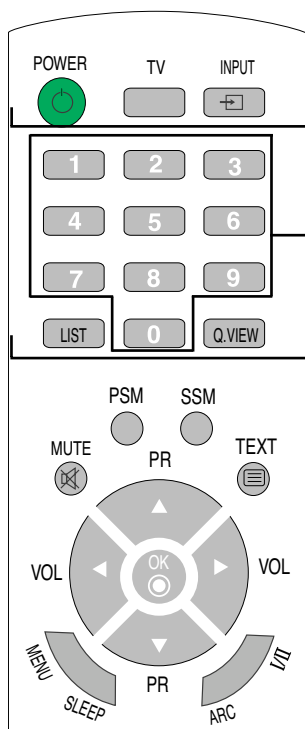 POWER TV INPUT
1 2 3
4 5 6
7 8 9
LIST 0 Q.VIEW
PSM SSM
MUTE PR TEXT
VOL OK VOL
MENU PR I/II
SLEEP ARC